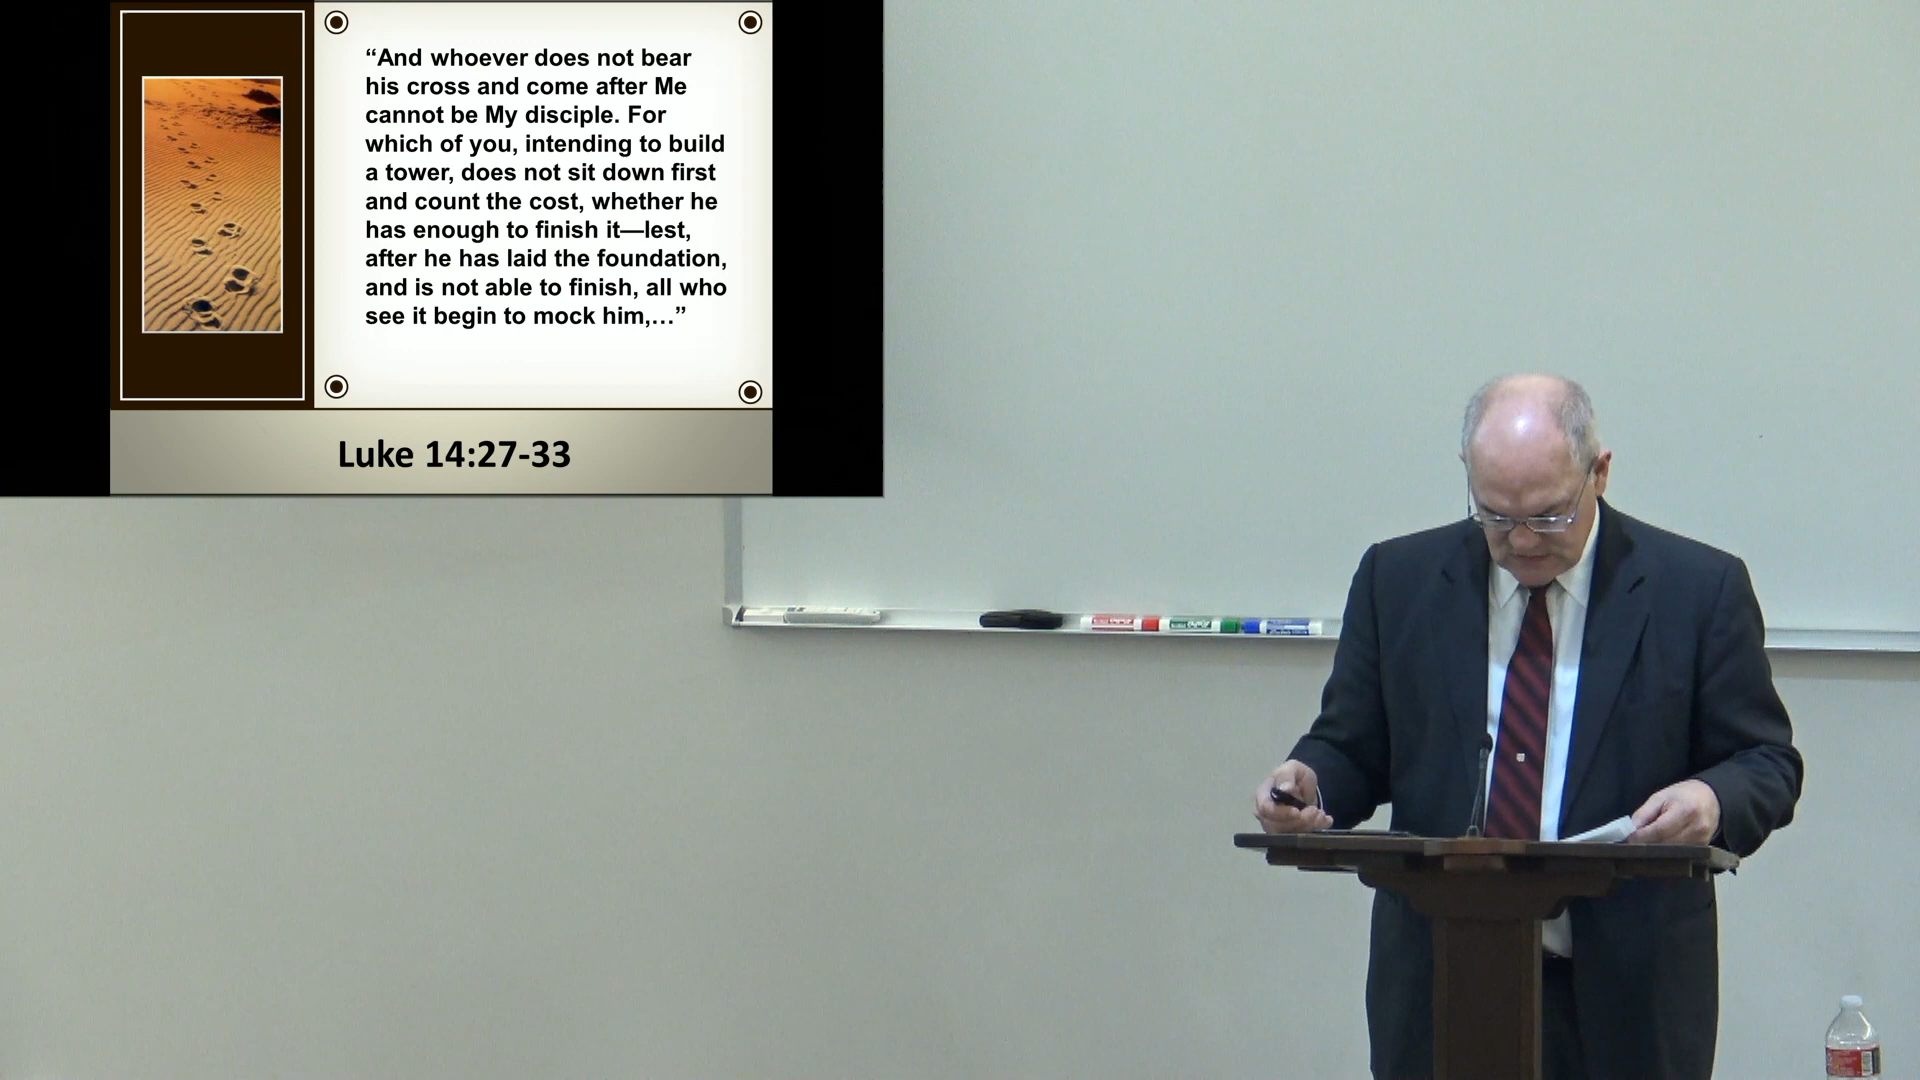 “And whoever does not bear
his cross and come after Me
cannot be My disciple. For
which of you, intending to build
a tower, does not sit down first
and count the cost, whether he
has enough to finish it—lest,
after he has laid the foundation,
and is not able to finish, all who
see it begin to mock him,…”
Luke 14:27-33